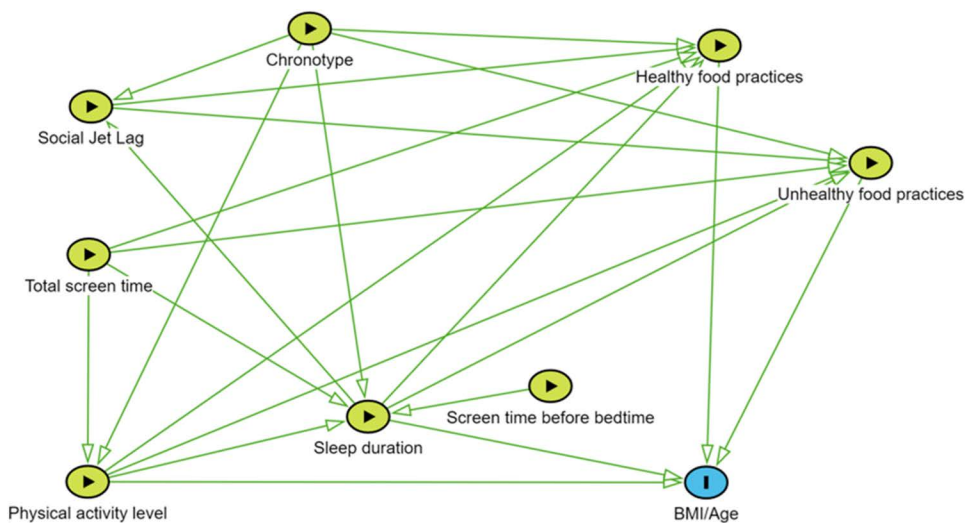 Chronotype
Healthy food practices
Social Jet Lag
Unhealthy food practices
Total screen time
Screen time before bedtime
Sleep duration
Physical activity level
BMI/Age